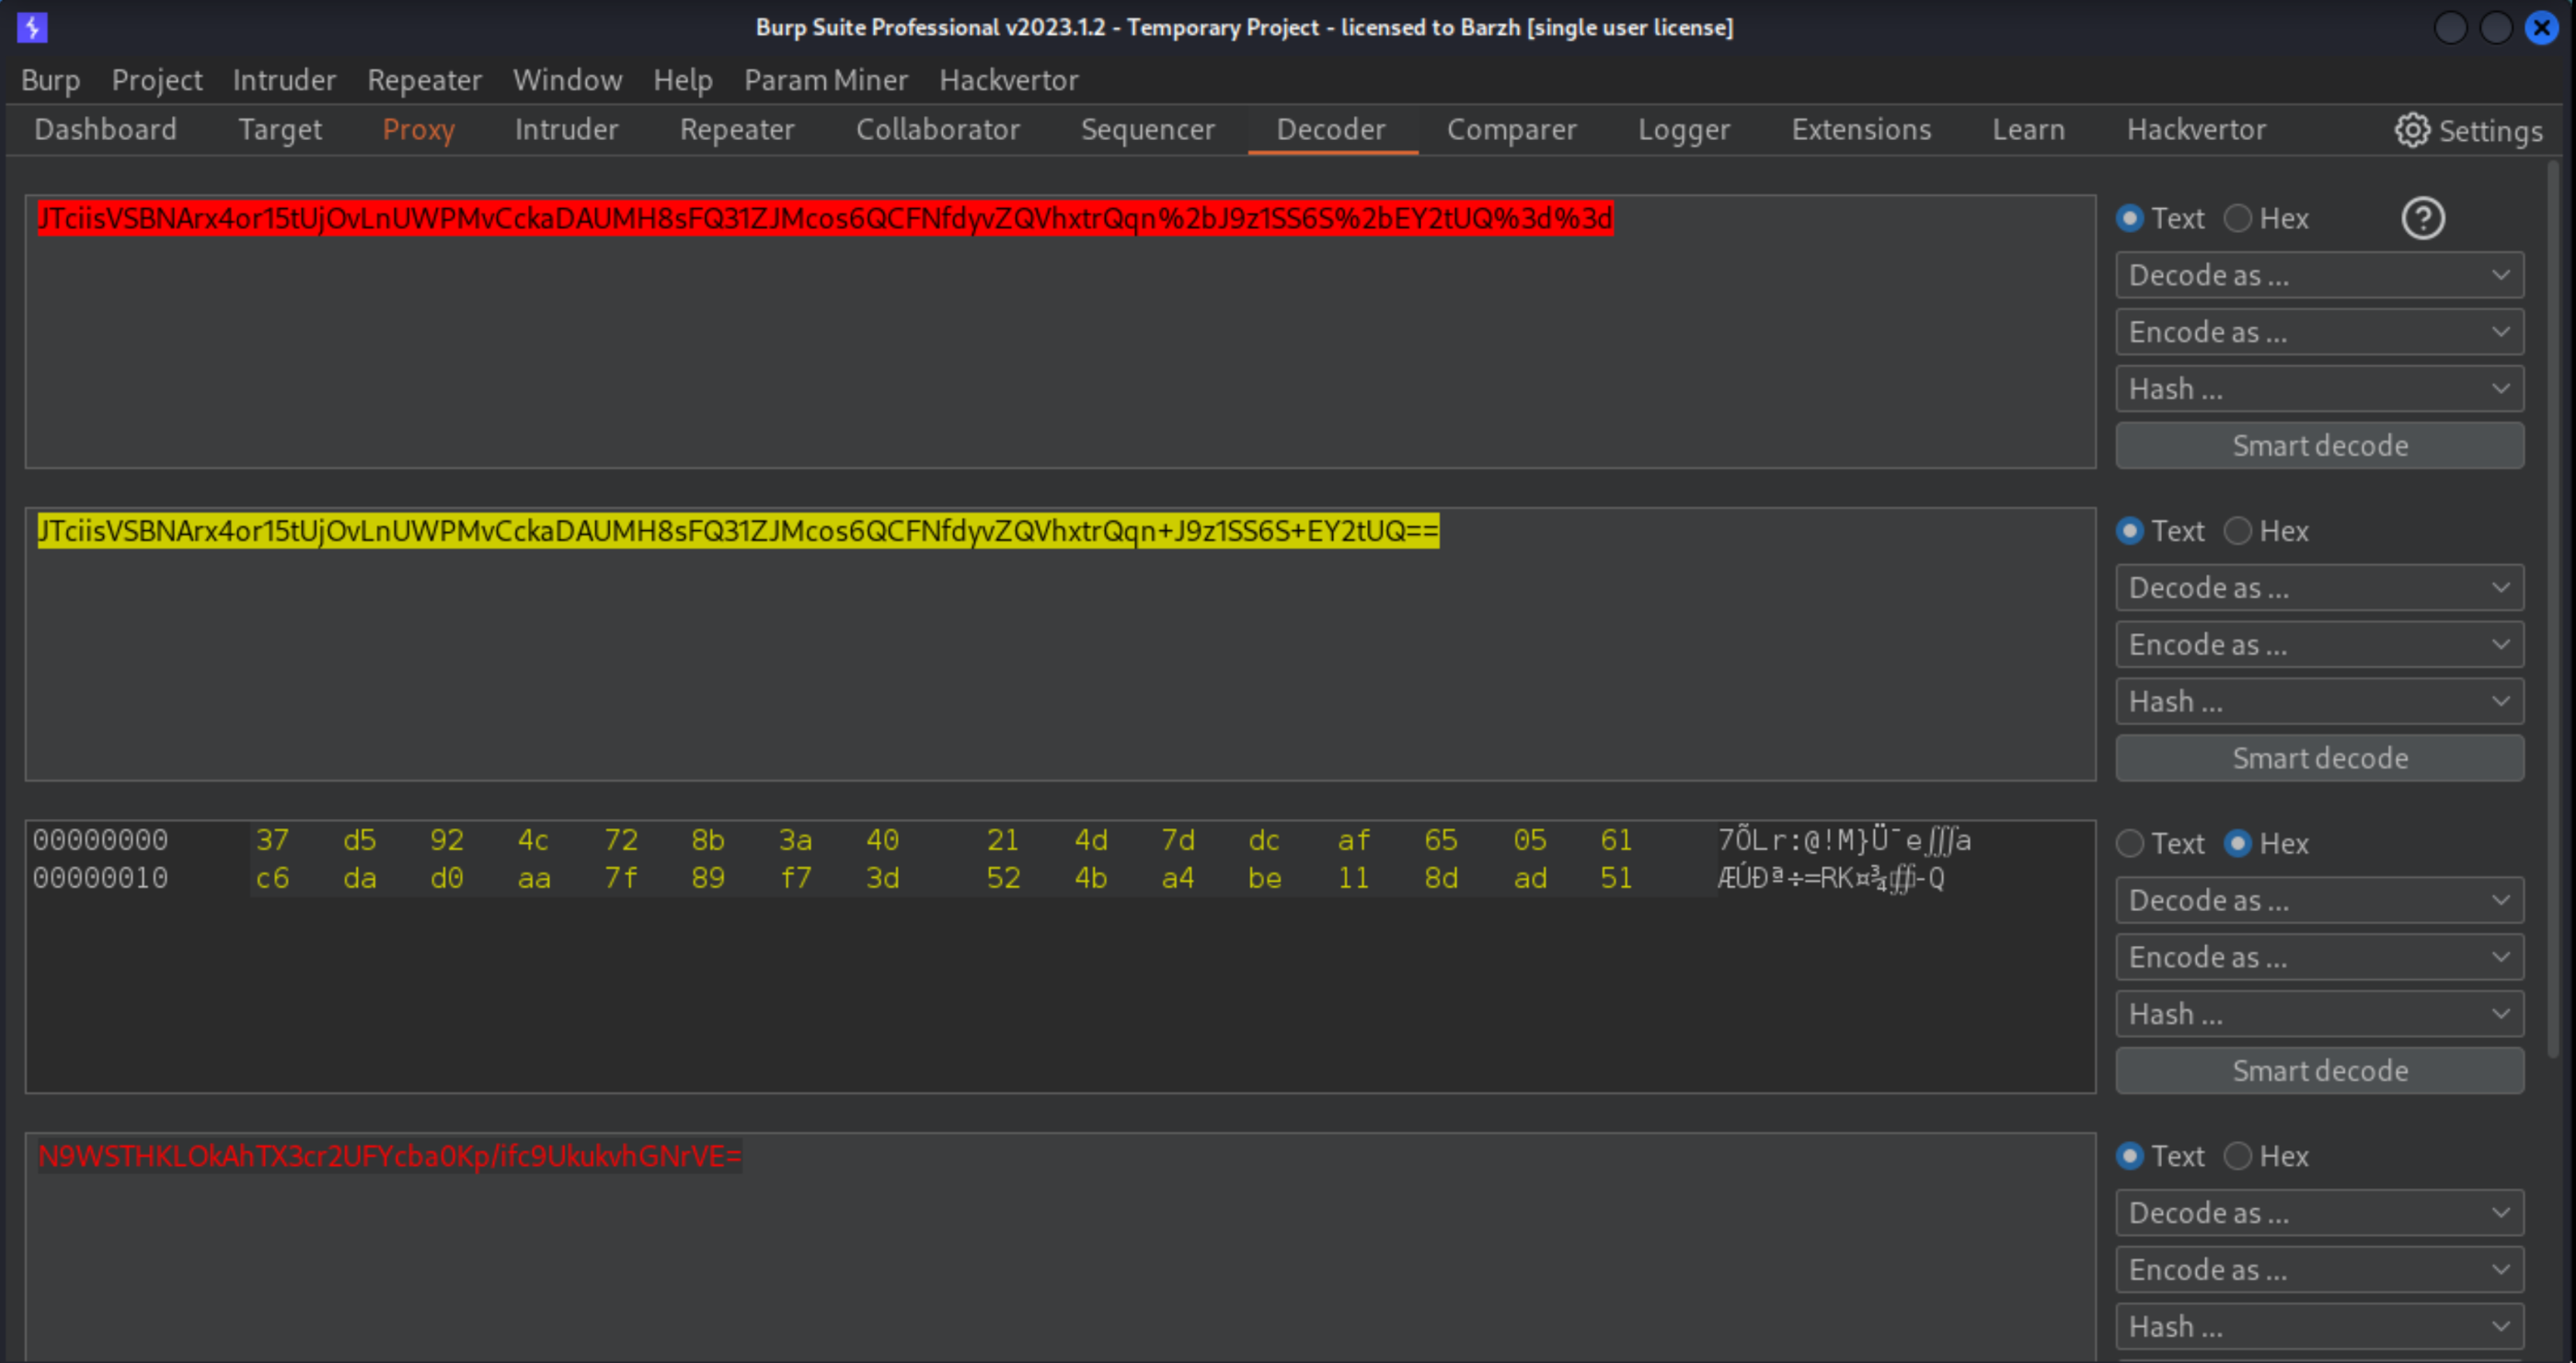 Burp Suite Professional v2023.1.2 - Temporary Project - licensed to Barzh [single user license]
Burp Project Intruder Repeater Window Help Param Miner Hackvertor
Dashboard Target Proxy Intruder Repeater Collaborator Sequencer Decoder Comparer Logger Extensions Learn Hackvertor Settings
JTciisVSBNArx4or15tUjOvLnUWPMvCckaDAUMH8sFQ31ZJMcos6QCFNfdyvZQVhxtrQqn%2bJ9z1SS6S%2bEY2tUQ%3d%3d
Text Hex ?
Decode as ...
Encode as ...
Hash ...
Smart decode
JTciisVSBNArx4or15tUjOvLnUWPMvCckaDAUMH8sFQ31ZJMcos6QCFNfdyvZQVhxtrQqn+J9z1SS6S+EY2tUQ==
Text Hex
Decode as ...
Encode as ...
Hash ...
Smart decode
00000000 37 d5 92 4c 72 8b 3a 40 21 4d 7d dc af 65 05 61
00000010 c6 da d0 aa 7f 89 f7 3d 52 4b a4 be 11 8d ad 51
Text Hex
Decode as ...
Encode as ...
Hash ...
Smart decode
N9WSTHKLOkAhTX3cr2UFYcba0Kp/ifc9UkukvhGNrVE=
Text Hex
Decode as ...
Encode as ...
Hash ...